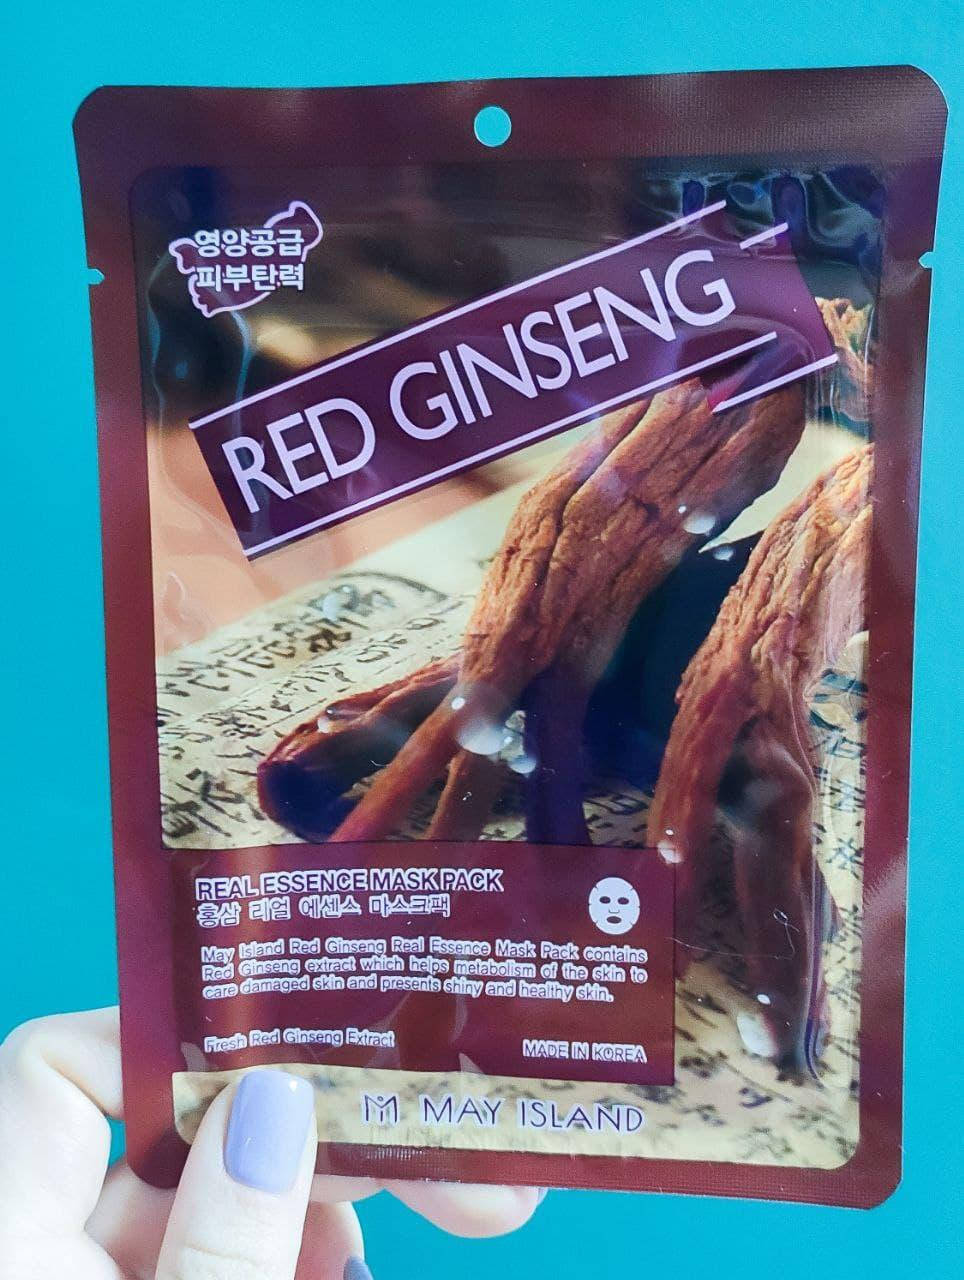 영양공급
피부탄력
RED GINSENG
REAL ESSENCE MASK PACK
홍삼 리얼 에센스 마스크팩
May Island Red Ginseng Real Essence Mask Pack contains
Red Ginseng extract which helps metabolism of the skin to
care damaged skin and presents shiny and healthy skin.
Fresh Red Ginseng Extract
MADE IN KOREA
MAY ISLAND